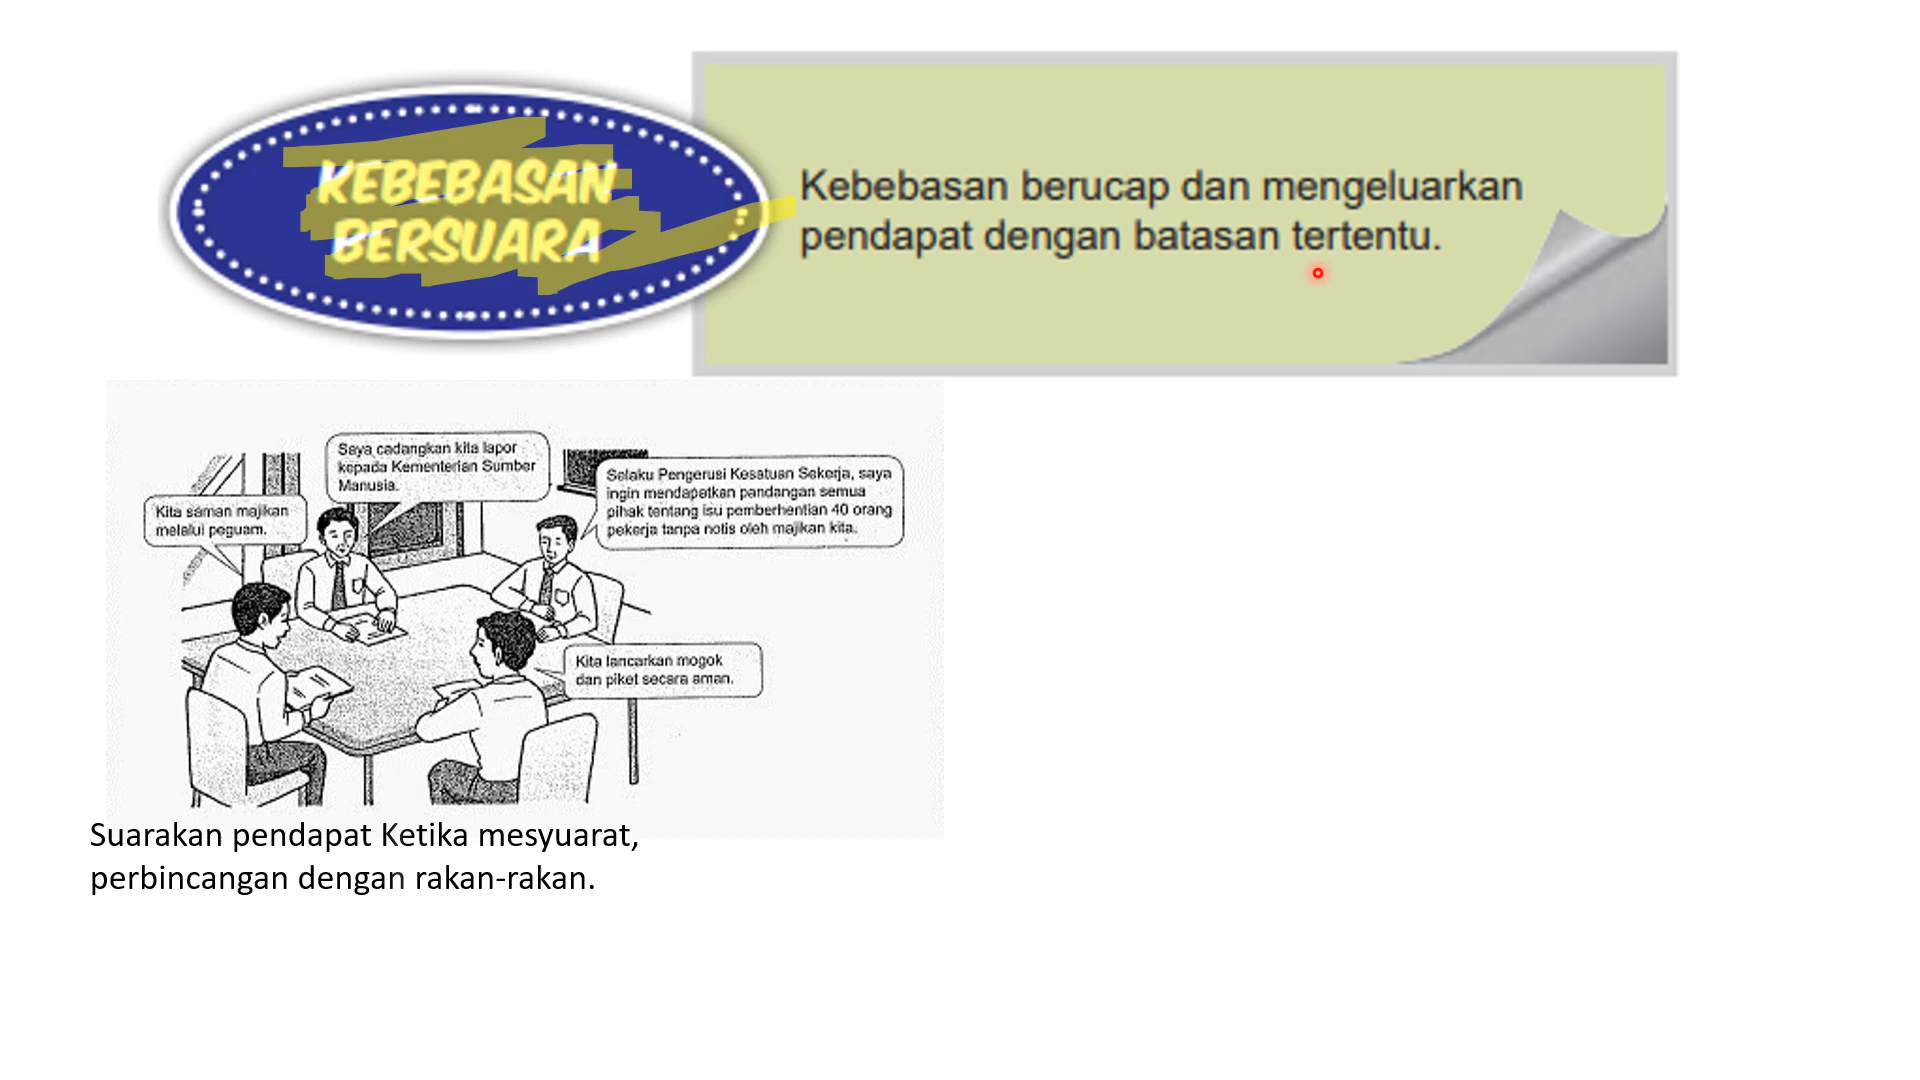 KEBEBASAN
BERSUARA
Kebebasan berucap dan mengeluarkan
pendapat dengan batasan tertentu.
Saya cadangkan kita lapor
kepada Kementerian Sumber
Manusia.
Selaku Pengerusi Kesatuan Sekerja, saya
ingin mendapatkan pandangan semua
pihak tentang isu pemberhentian 40 orang
pekerja tanpa notis oleh majikan kita.
Kita saman majikan
melalui peguam.
Kita lancarkan mogok
dan piket secara aman.
Suarakan pendapat Ketika mesyuarat,
perbincangan dengan rakan-rakan.